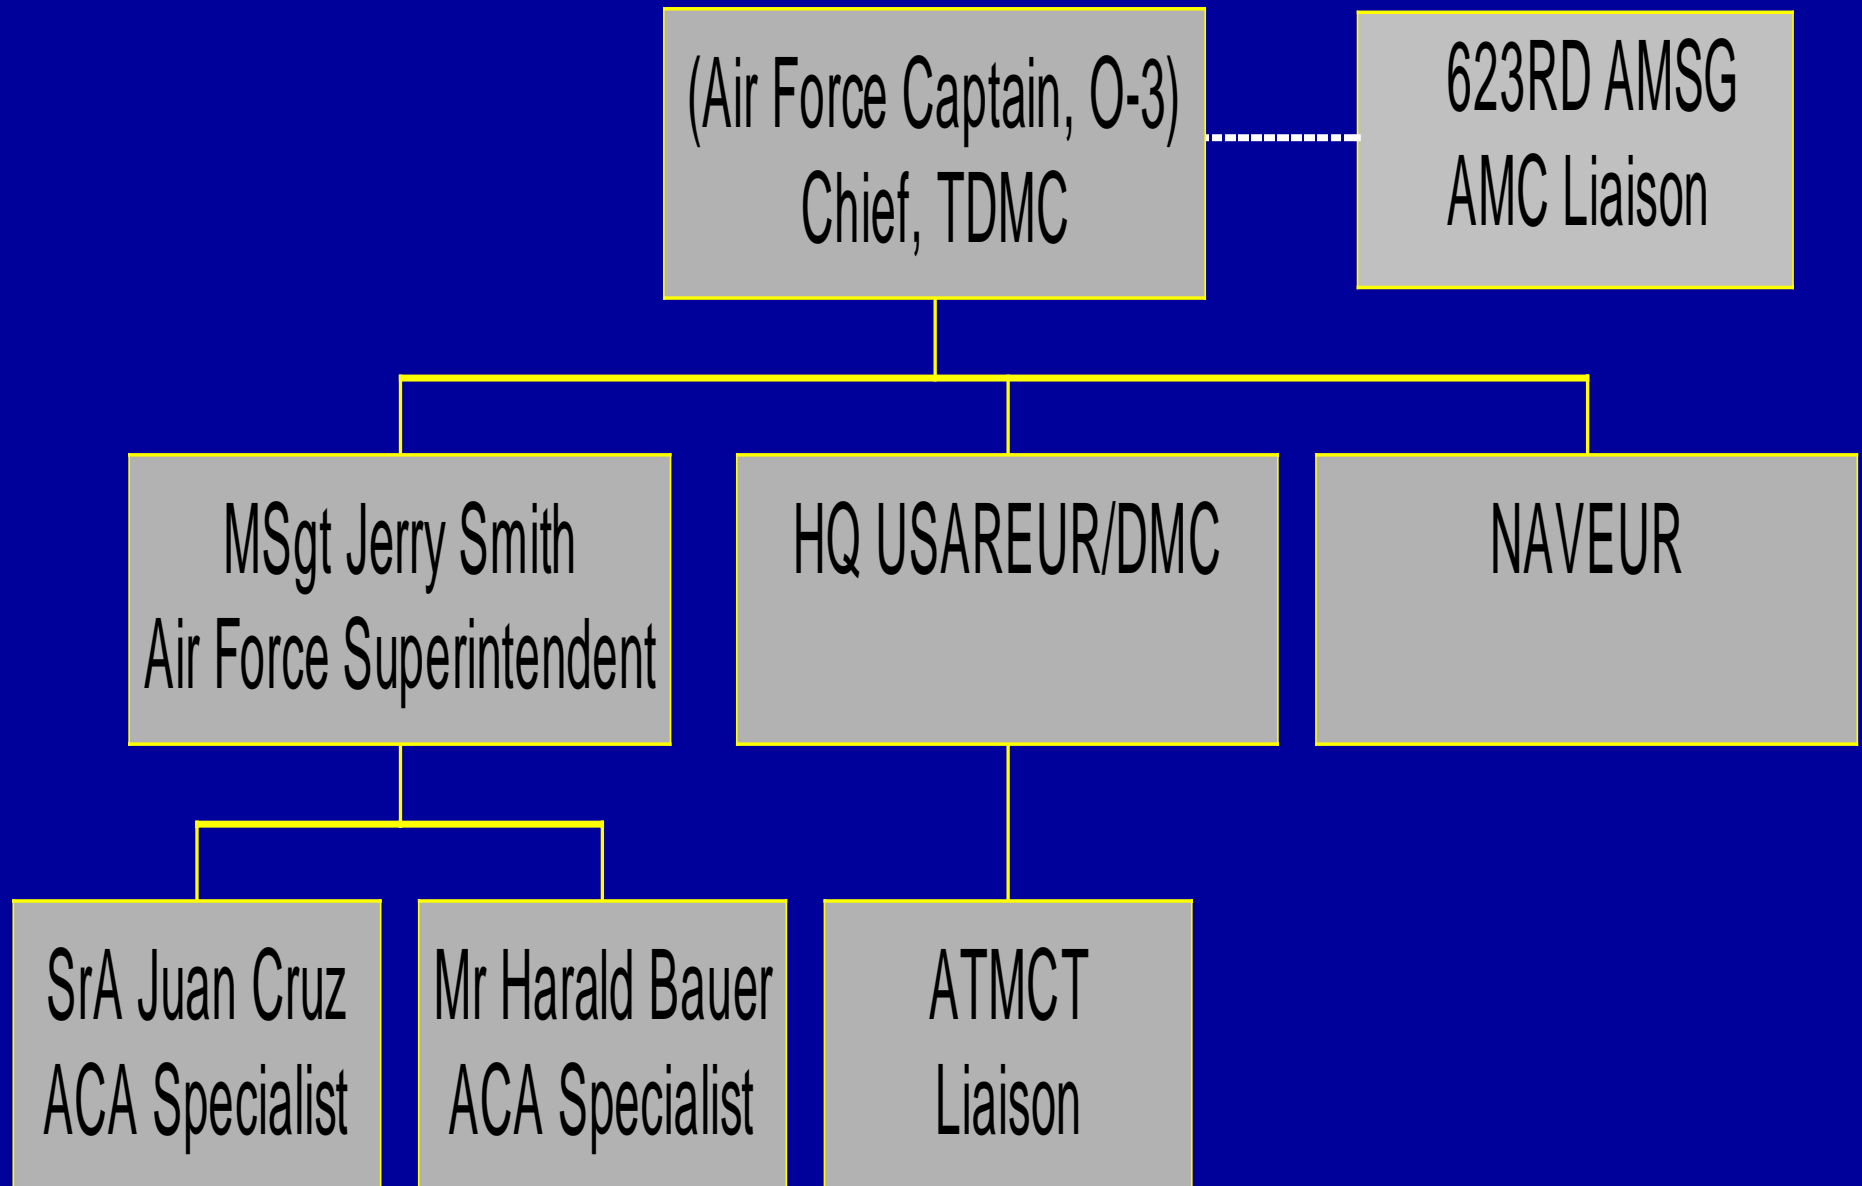 (Air Force Captain, O-3)
Chief, TDMC
623RD AMSG
AMC Liaison
MSgt Jerry Smith
Air Force Superintendent
HQ USAREUR/DMC
NAVEUR
SrA Juan Cruz
ACA Specialist
Mr Harald Bauer
ACA Specialist
ATMCT
Liaison